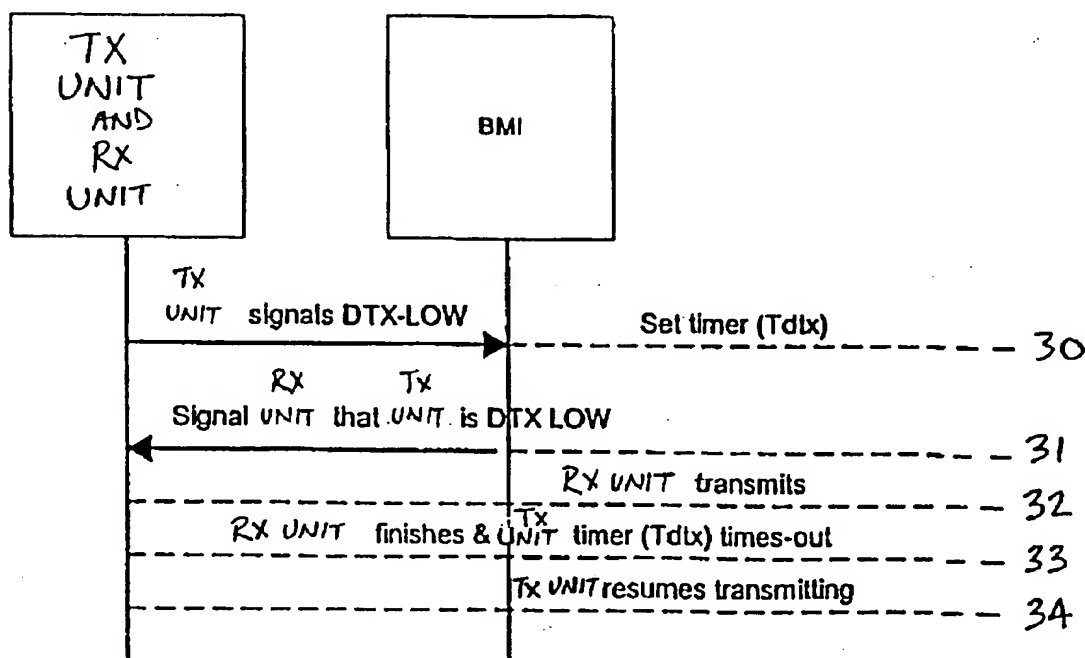 TX
UNIT
AND
RX
UNIT
BMI
TX
UNIT signals DTX-LOW
Set timer (Tdtx)
30
RX TX
Signal UNIT that UNIT is DTX LOW
31
RX UNIT transmits
32
TX
RX UNIT finishes & UNIT timer (Tdtx) times-out
33
TX UNIT resumes transmitting
34